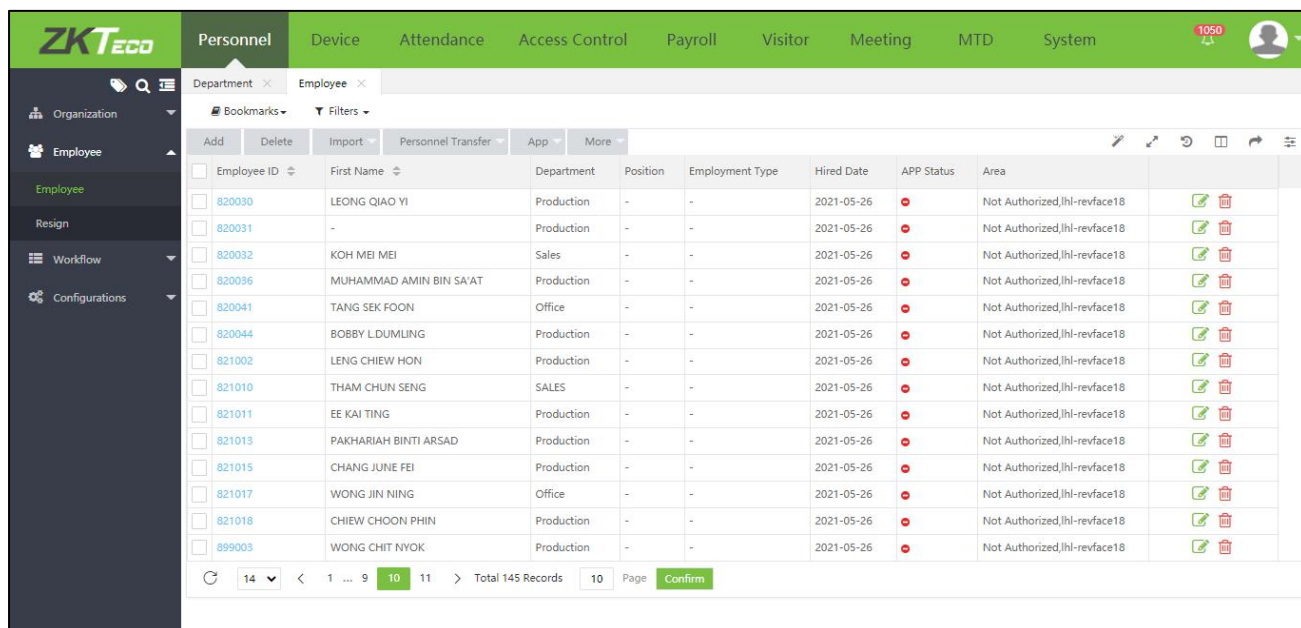 ZKTECO Personnel Device Attendance Access Control Payroll Visitor Meeting MTD System 1050
Department Employee
Organization
Bookmarks Filters
Add Delete Import Personnel Transfer App More
Employee
Employee ID First Name Department Position Employment Type Hired Date APP Status Area
Employee
820030 LEONG QIAO YI Production - - 2021-05-26 Not Authorized,lhl-revface18
Resign
820031 - Production - - 2021-05-26 Not Authorized,lhl-revface18
Workflow
820032 KOH MEI MEI Sales - - 2021-05-26 Not Authorized,lhl-revface18
820036 MUHAMMAD AMIN BIN SA'AT Production - - 2021-05-26 Not Authorized,lhl-revface18
Configurations
820041 TANG SEK FOON Office - - 2021-05-26 Not Authorized,lhl-revface18
820044 BOBBY L.DUMLING Production - - 2021-05-26 Not Authorized,lhl-revface18
821002 LENG CHIEW HON Production - - 2021-05-26 Not Authorized,lhl-revface18
821010 THAM CHUN SENG SALES - - 2021-05-26 Not Authorized,lhl-revface18
821011 EE KAI TING Production - - 2021-05-26 Not Authorized,lhl-revface18
821013 PAKHARIAH BINTI ARSAD Production - - 2021-05-26 Not Authorized,lhl-revface18
821015 CHANG JUNE FEI Production - - 2021-05-26 Not Authorized,lhl-revface18
821017 WONG JIN NING Office - - 2021-05-26 Not Authorized,lhl-revface18
821018 CHIEW CHOON PHIN Production - - 2021-05-26 Not Authorized,lhl-revface18
899003 WONG CHIT NYOK Production - - 2021-05-26 Not Authorized,lhl-revface18
14 < 1 ... 9 10 11 > Total 145 Records 10 Page Confirm